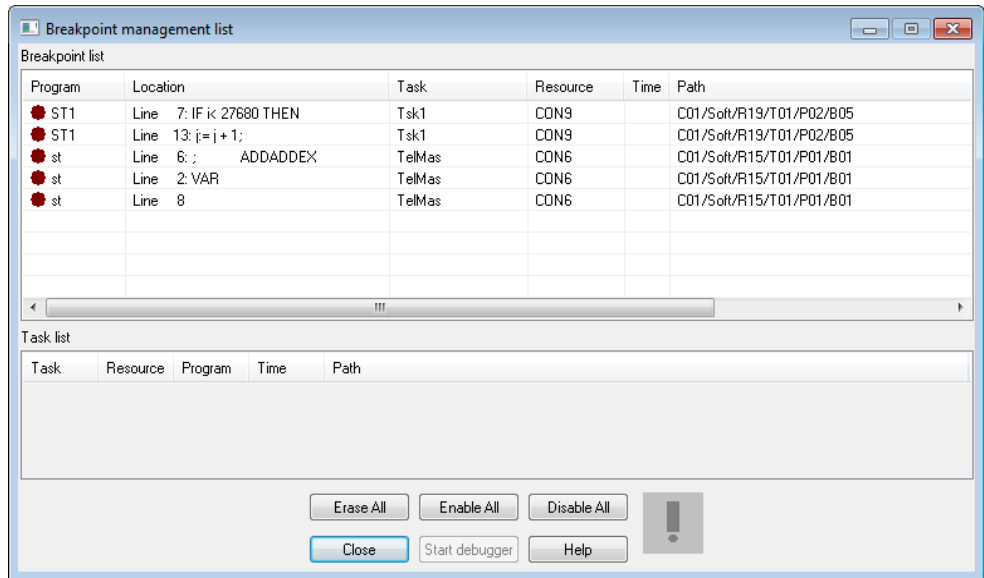 Breakpoint management list
Breakpoint list
Program Location Task Resource Time Path
ST1 Line 7: IF i< 27680 THEN Tsk1 CON9 C01/Soft/R19/T01/P02/B05
ST1 Line 13: j:= j + 1; Tsk1 CON9 C01/Soft/R19/T01/P02/B05
st Line 6: ; ADDADDEX TelMas CON6 C01/Soft/R15/T01/P01/B01
st Line 2: VAR TelMas CON6 C01/Soft/R15/T01/P01/B01
st Line 8 TelMas CON6 C01/Soft/R15/T01/P01/B01
Task list
Task Resource Program Time Path
Erase All Enable All Disable All
Close Start debugger Help